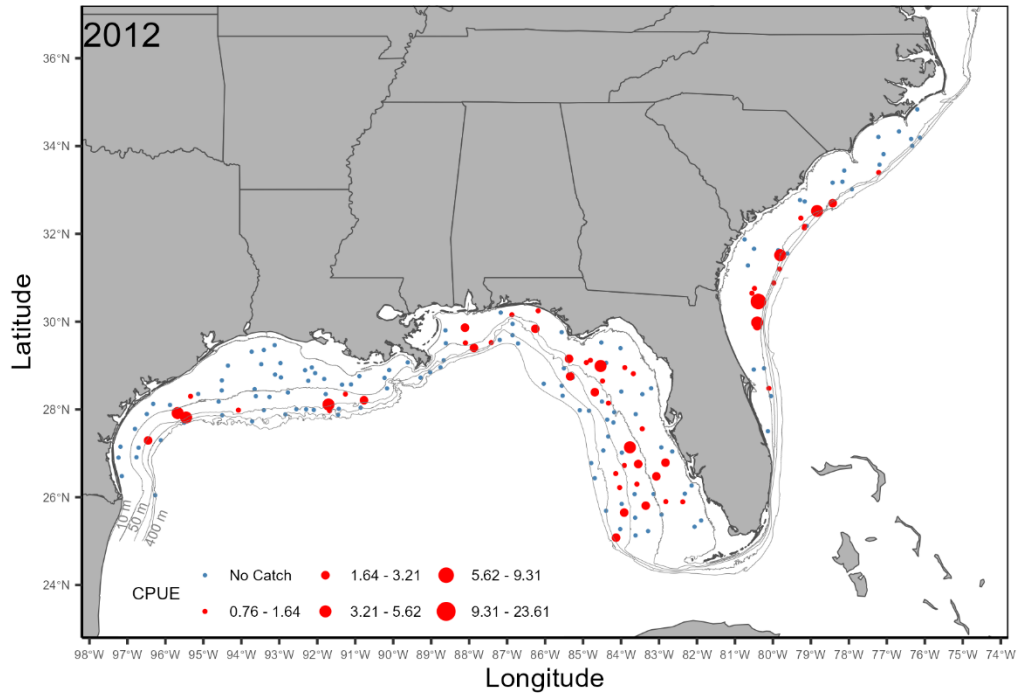 2012
36°N
34°N
32°N
30°N
28°N
26°N
24°N
Latitude
10 m
50 m
400 m
CPUE
No Catch
1.64 - 3.21
5.62 - 9.31
0.76 - 1.64
3.21 - 5.62
9.31 - 23.61
98°W 97°W 96°W 95°W 94°W 93°W 92°W 91°W 90°W 89°W 88°W 87°W 86°W 85°W 84°W 83°W 82°W 81°W 80°W 79°W 78°W 77°W 76°W 75°W 74°W
Longitude